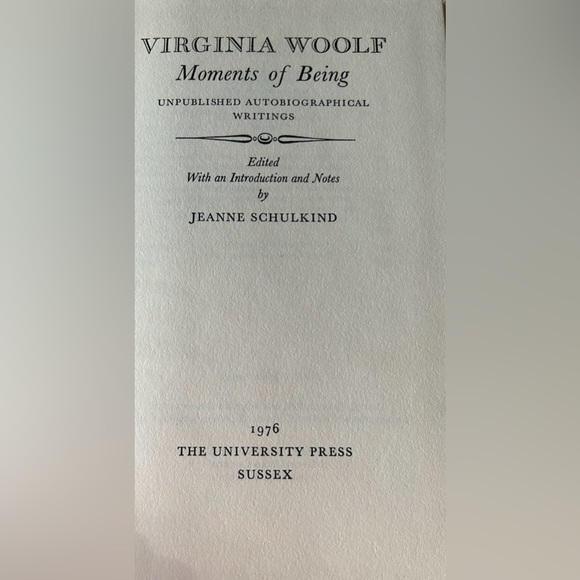 VIRGINIA WOOLF
Moments of Being
UNPUBLISHED AUTOBIOGRAPHICAL
WRITINGS
Edited
With an Introduction and Notes
by
JEANNE SCHULKIND
1976
THE UNIVERSITY PRESS
SUSSEX